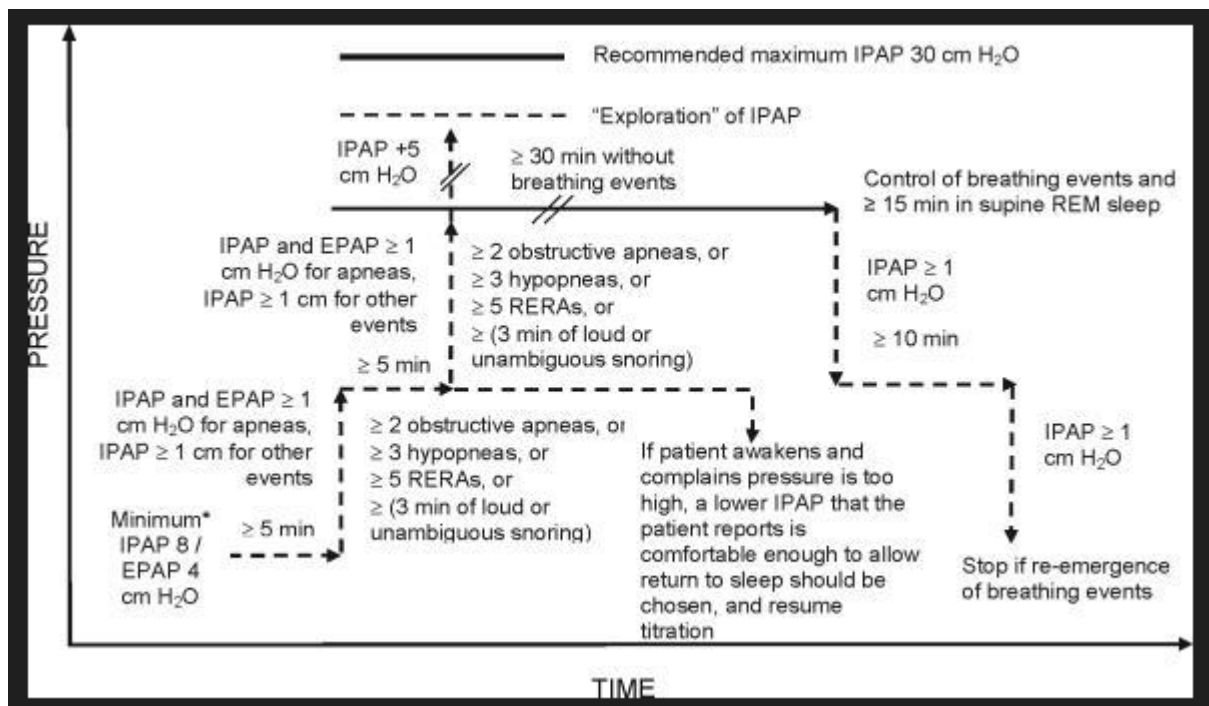 Recommended maximum IPAP 30 cm H₂O
"Exploration" of IPAP
IPAP +5
cm H₂O
≥ 30 min without
breathing events
Control of breathing events and
≥ 15 min in supine REM sleep
IPAP and EPAP ≥ 1
cm H₂O for apneas,
IPAP ≥ 1 cm for other
events
≥ 2 obstructive apneas, or
≥ 3 hypopneas, or
≥ 5 RERAs, or
≥ (3 min of loud or
unambiguous snoring)
IPAP ≥ 1
cm H₂O
≥ 10 min
≥ 5 min
IPAP and EPAP ≥ 1
cm H₂O for apneas,
IPAP ≥ 1 cm for other
events
≥ 2 obstructive apneas, or
≥ 3 hypopneas, or
≥ 5 RERAs, or
≥ (3 min of loud or
unambiguous snoring)
If patient awakens and
complains pressure is too
high, a lower IPAP that the
patient reports is
comfortable enough to allow
return to sleep should be
chosen, and resume
titration
IPAP ≥ 1
cm H₂O
Minimum*
IPAP 8 /
EPAP 4
cm H₂O
≥ 5 min
Stop if re-emergence
of breathing events
PRESSURE
TIME